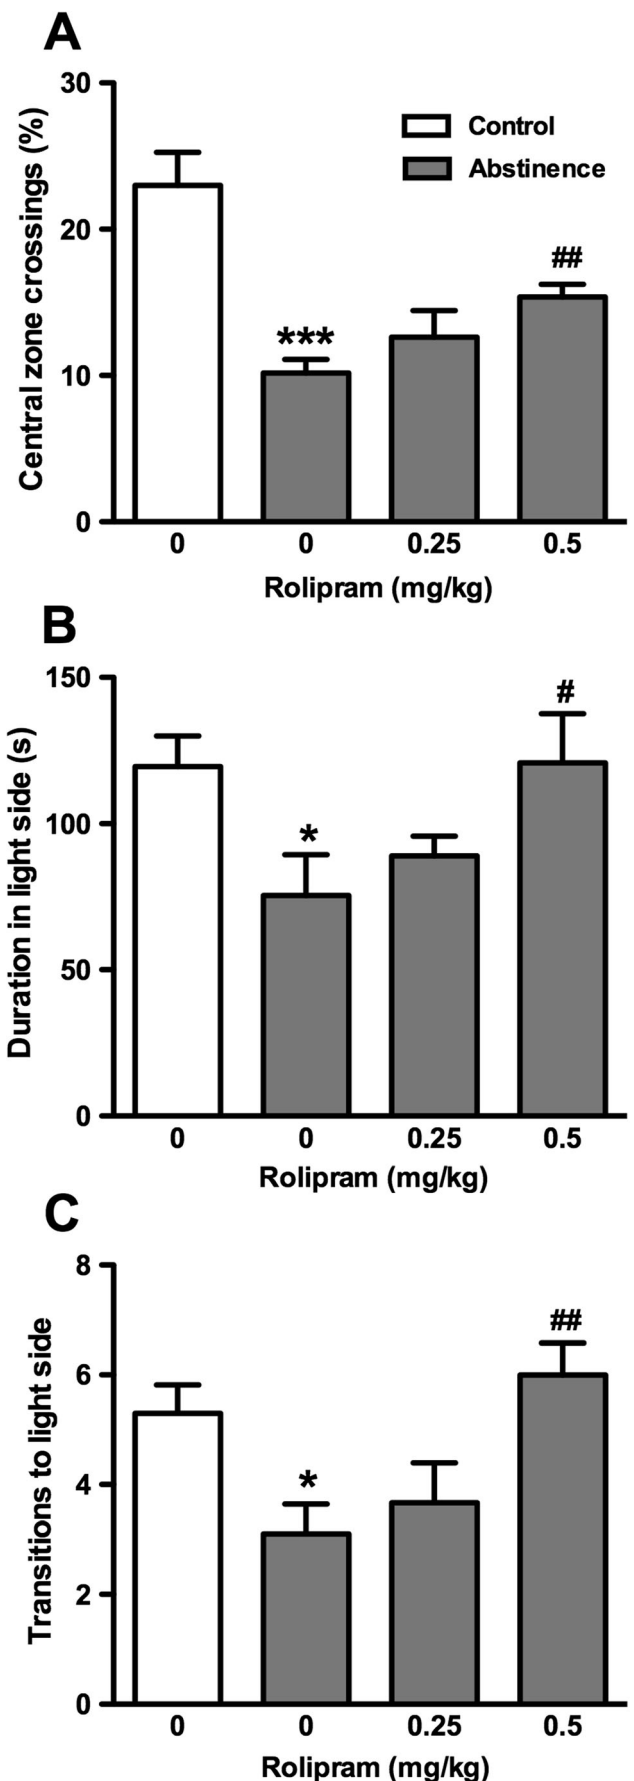 A
Central zone crossings (%)
30
20
10
0
Control
Abstinence
***
##
0 0 0.25 0.5
Rolipram (mg/kg)
B
Duration in light side (s)
150
100
50
0
*
#
0 0 0.25 0.5
Rolipram (mg/kg)
C
Transitions to light side
8
6
4
2
0
*
##
0 0 0.25 0.5
Rolipram (mg/kg)